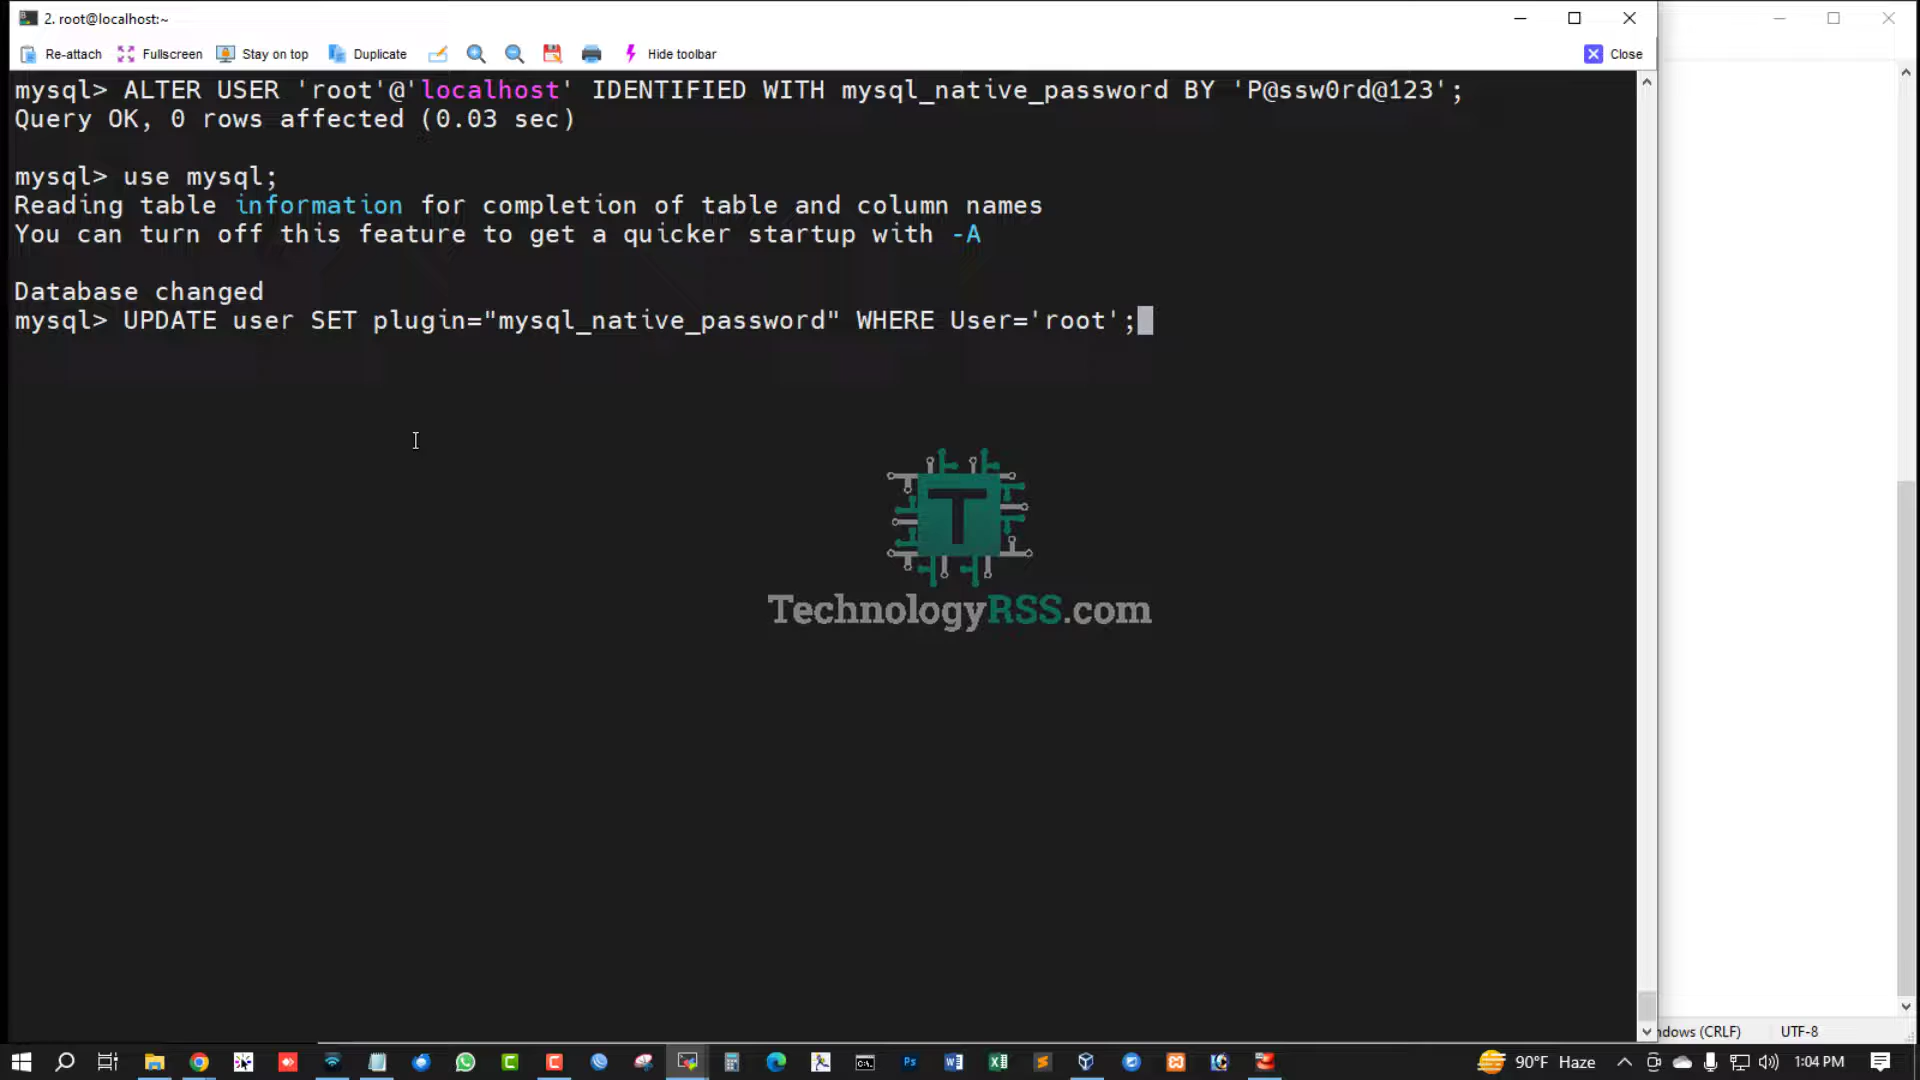 2. root@localhost:~
Re-attach Fullscreen Stay on top Duplicate Hide toolbar Close
mysql> ALTER USER 'root'@'localhost' IDENTIFIED WITH mysql_native_password BY 'P@ssw0rd@123';
Query OK, 0 rows affected (0.03 sec)
mysql> use mysql;
Reading table information for completion of table and column names
You can turn off this feature to get a quicker startup with -A
Database changed
mysql> UPDATE user SET plugin="mysql_native_password" WHERE User='root';
T
TechnologyRSS.com
ndows (CRLF) UTF-8
90°F Haze 1:04 PM